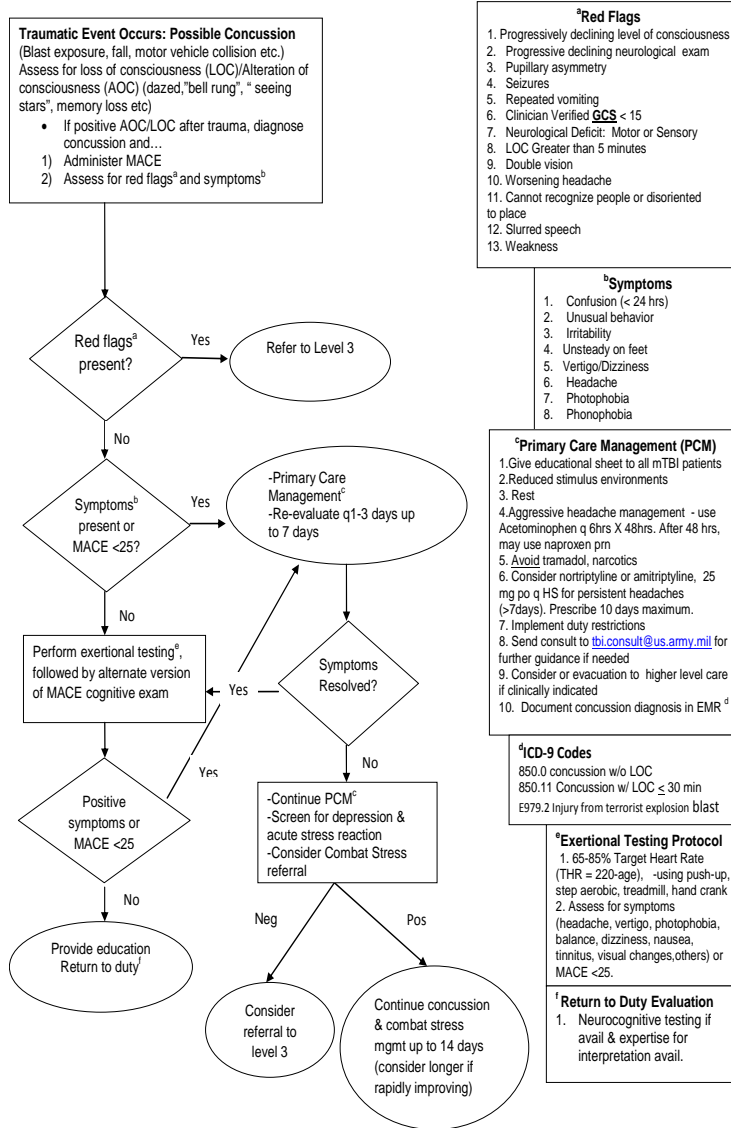 Traumatic Event Occurs: Possible Concussion
(Blast exposure, fall, motor vehicle collision etc.)
Assess for loss of consciousness (LOC)/Alteration of
consciousness (AOC) (dazed,"bell rung", " seeing
stars", memory loss etc)
• If positive AOC/LOC after trauma, diagnose
concussion and…
1) Administer MACE
2) Assess for red flagsᵃ and symptomsᵇ
Red flagsᵃ
present?
Yes
Refer to Level 3
No
Symptomsᵇ
present or
MACE <25?
Yes
-Primary Care
Managementᶜ
-Re-evaluate q1-3 days up
to 7 days
No
Perform exertional testingᵉ,
followed by alternate version
of MACE cognitive exam
Yes
Symptoms
Resolved?
Yes
No
Positive
symptoms or
MACE <25
-Continue PCMᶜ
-Screen for depression &
acute stress reaction
-Consider Combat Stress
referral
No
Neg
Pos
Provide education
Return to dutyᶠ
Consider
referral to
level 3
Continue concussion
& combat stress
mgmt up to 14 days
(consider longer if
rapidly improving)
ᵃRed Flags
1. Progressively declining level of consciousness
2. Progressive declining neurological exam
3. Pupillary asymmetry
4. Seizures
5. Repeated vomiting
6. Clinician Verified GCS < 15
7. Neurological Deficit: Motor or Sensory
8. LOC Greater than 5 minutes
9. Double vision
10. Worsening headache
11. Cannot recognize people or disoriented
to place
12. Slurred speech
13. Weakness
ᵇSymptoms
1. Confusion (< 24 hrs)
2. Unusual behavior
3. Irritability
4. Unsteady on feet
5. Vertigo/Dizziness
6. Headache
7. Photophobia
8. Phonophobia
ᶜPrimary Care Management (PCM)
1.Give educational sheet to all mTBI patients
2.Reduced stimulus environments
3. Rest
4.Aggressive headache management - use
Acetominophen q 6hrs X 48hrs. After 48 hrs,
may use naproxen prn
5. Avoid tramadol, narcotics
6. Consider nortriptyline or amitriptyline, 25
mg po q HS for persistent headaches
(>7days). Prescribe 10 days maximum.
7. Implement duty restrictions
8. Send consult to tbi.consult@us.army.mil for
further guidance if needed
9. Consider or evacuation to higher level care
if clinically indicated
10. Document concussion diagnosis in EMR ᵈ
ᵈICD-9 Codes
850.0 concussion w/o LOC
850.11 Concussion w/ LOC ≤ 30 min
E979.2 Injury from terrorist explosion blast
ᵉExertional Testing Protocol
1. 65-85% Target Heart Rate
(THR = 220-age), -using push-up,
step aerobic, treadmill, hand crank
2. Assess for symptoms
(headache, vertigo, photophobia,
balance, dizziness, nausea,
tinnitus, visual changes,others) or
MACE <25.
ᶠ Return to Duty Evaluation
1. Neurocognitive testing if
avail & expertise for
interpretation avail.